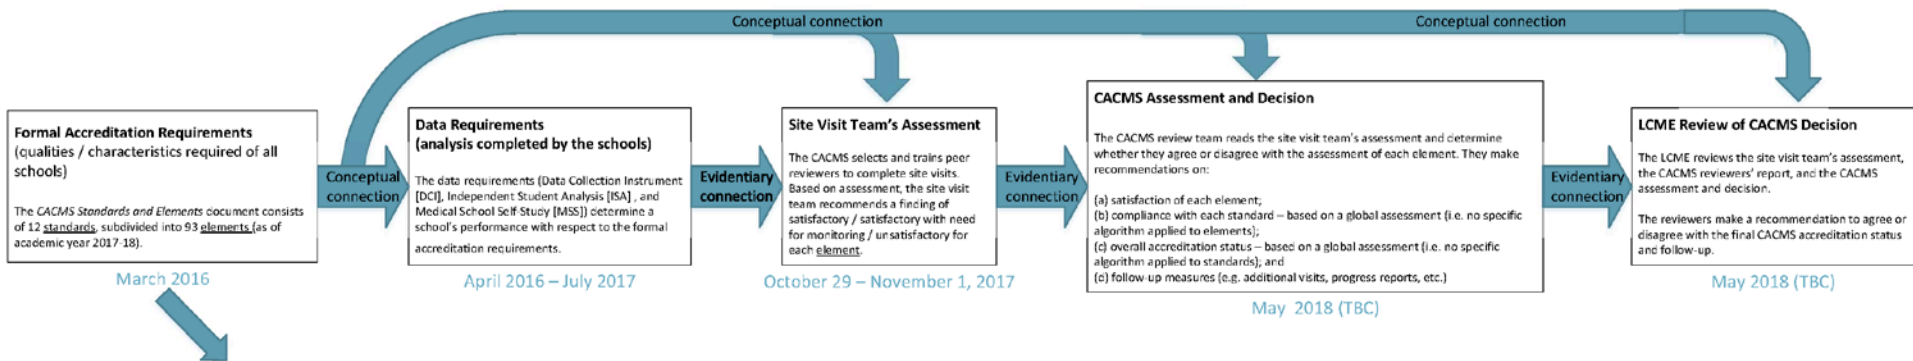 Conceptual connection
Conceptual connection
Formal Accreditation Requirements
(qualities / characteristics required of all
schools)
The CACMS Standards and Elements document consists
of 12 standards, subdivided into 93 elements (as of
academic year 2017-18).
March 2016
Conceptual
connection
Data Requirements
(analysis completed by the schools)
The data requirements (Data Collection Instrument
[DCI], Independent Student Analysis [ISA] , and
Medical School Self-Study [MSS]) determine a
school's performance with respect to the formal
accreditation requirements.
April 2016 – July 2017
Evidentiary
connection
Site Visit Team's Assessment
The CACMS selects and trains peer
reviewers to complete site visits.
Based on assessment, the site visit
team recommends a finding of
satisfactory / satisfactory with need
for monitoring / unsatisfactory for
each element.
October 29 – November 1, 2017
Evidentiary
connection
CACMS Assessment and Decision
The CACMS review team reads the site visit team's assessment and determine
whether they agree or disagree with the assessment of each element. They make
recommendations on:
(a) satisfaction of each element;
(b) compliance with each standard – based on a global assessment (i.e. no specific
algorithm applied to elements);
(c) overall accreditation status – based on a global assessment (i.e. no specific
algorithm applied to standards); and
(d) follow-up measures (e.g. additional visits, progress reports, etc.)
May 2018 (TBC)
Evidentiary
connection
LCME Review of CACMS Decision
The LCME reviews the site visit team's assessment,
the CACMS reviewers' report, and the CACMS
assessment and decision.
The reviewers make a recommendation to agree or
disagree with the final CACMS accreditation status
and follow-up.
May 2018 (TBC)